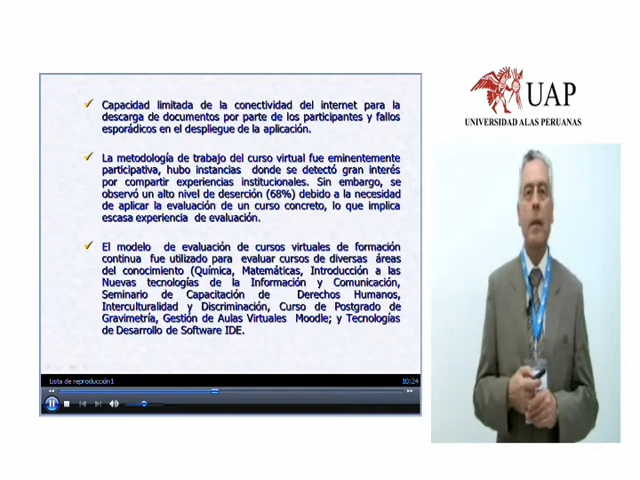 Capacidad limitada de la conectividad del internet para la
descarga de documentos por parte de los participantes y fallos
esporádicos en el despliegue de la aplicación.
La metodología de trabajo del curso virtual fue eminentemente
participativa, hubo instancias donde se detectó gran interés
por compartir experiencias institucionales. Sin embargo, se
observó un alto nivel de deserción (68%) debido a la necesidad
de aplicar la evaluación de un curso concreto, lo que implica
escasa experiencia de evaluación.
El modelo de evaluación de cursos virtuales de formación
continua fue utilizado para evaluar cursos de diversas áreas
del conocimiento (Química, Matemáticas, Introducción a las
Nuevas tecnologías de la Información y Comunicación,
Seminario de Capacitación de Derechos Humanos,
Interculturalidad y Discriminación, Curso de Postgrado de
Gravimetría, Gestión de Aulas Virtuales Moodle; y Tecnologías
de Desarrollo de Software IDE.
Lista de reproducción1 10:24
UAP
UNIVERSIDAD ALAS PERUANAS